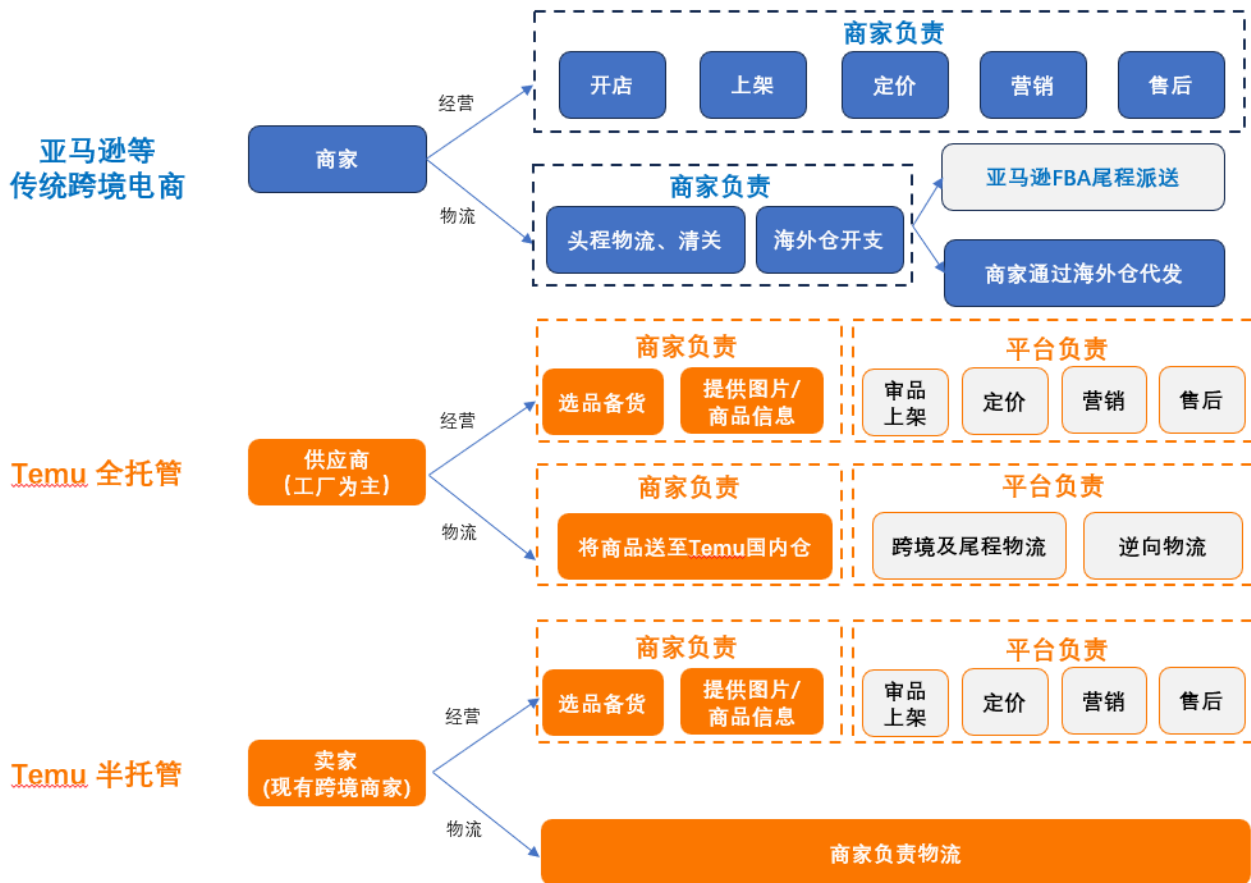 商家负责
开店
上架
定价
营销
售后
经营
亚马逊等
传统跨境电商
商家
物流
商家负责
头程物流、清关
海外仓开支
亚马逊FBA尾程派送
商家通过海外仓代发
商家负责
选品备货
提供图片/
商品信息
平台负责
审品
上架
定价
营销
售后
经营
Temu 全托管
供应商
（工厂为主）
物流
商家负责
将商品送至Temu国内仓
平台负责
跨境及尾程物流
逆向物流
商家负责
选品备货
提供图片/
商品信息
平台负责
审品
上架
定价
营销
售后
经营
Temu 半托管
卖家
(现有跨境商家)
物流
商家负责物流